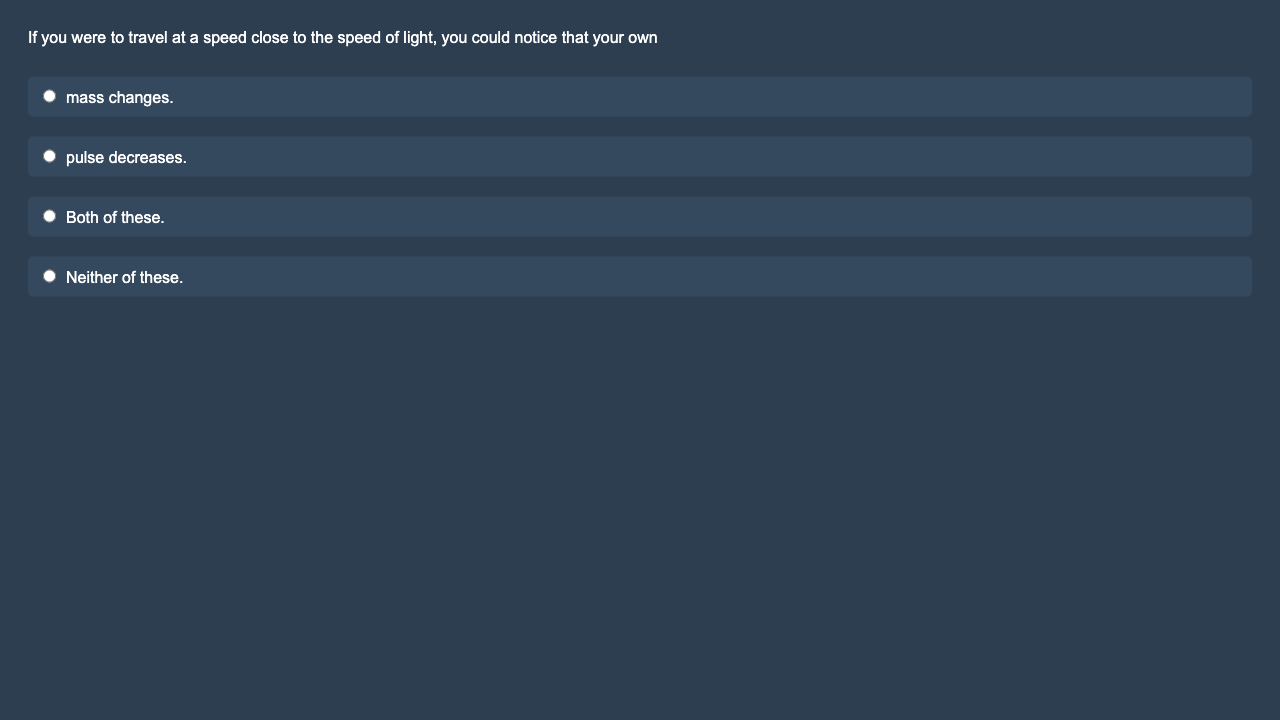 If you were to travel at a speed close to the speed of light, you could notice that your own
mass changes.
pulse decreases.
Both of these.
Neither of these.